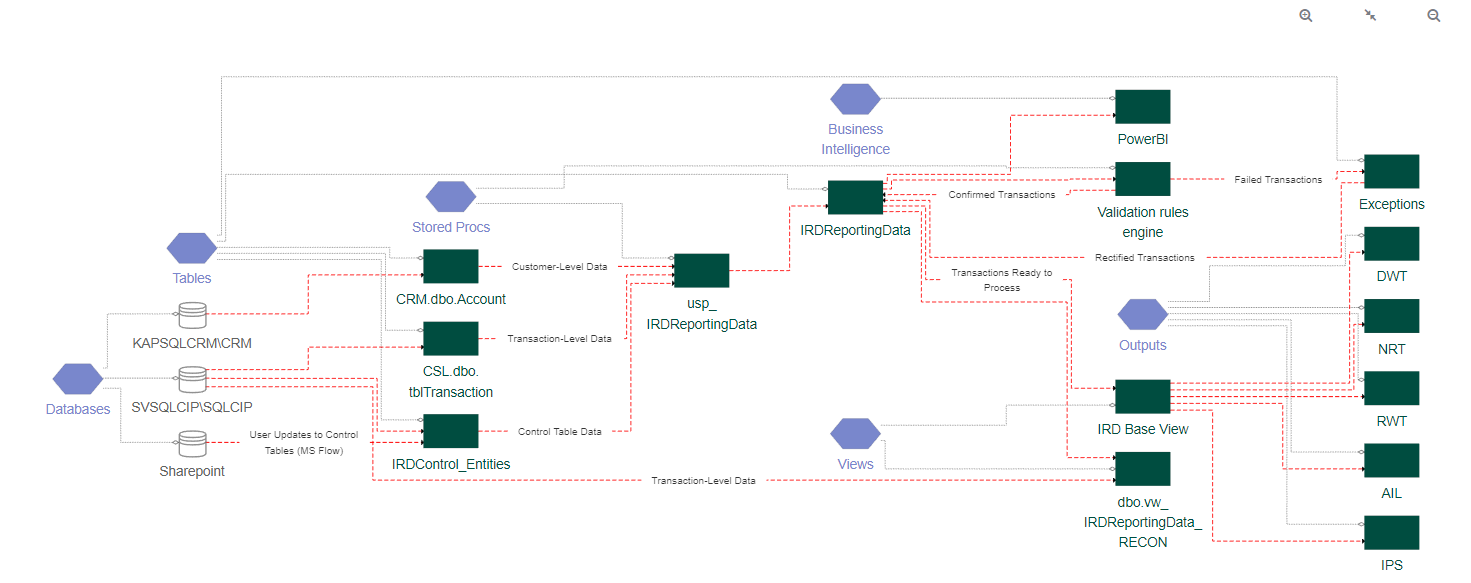 Business
Intelligence
PowerBI
Stored Procs
IRDReportingData
Confirmed Transactions
Validation rules
engine
Failed Transactions
Exceptions
Tables
CRM.dbo.Account
Customer-Level Data
usp_
IRDReportingData
Rectified Transactions
Transactions Ready to
Process
DWT
KAPSQLCRM\CRM
CSL.dbo.
tblTransaction
Transaction-Level Data
Outputs
NRT
Databases
SVSQLCIP\SQLCIP
User Updates to Control
Tables (MS Flow)
Sharepoint
IRDControl_Entities
Control Table Data
Views
IRD Base View
RWT
Transaction-Level Data
dbo.vw_
IRDReportingData_
RECON
AIL
IPS